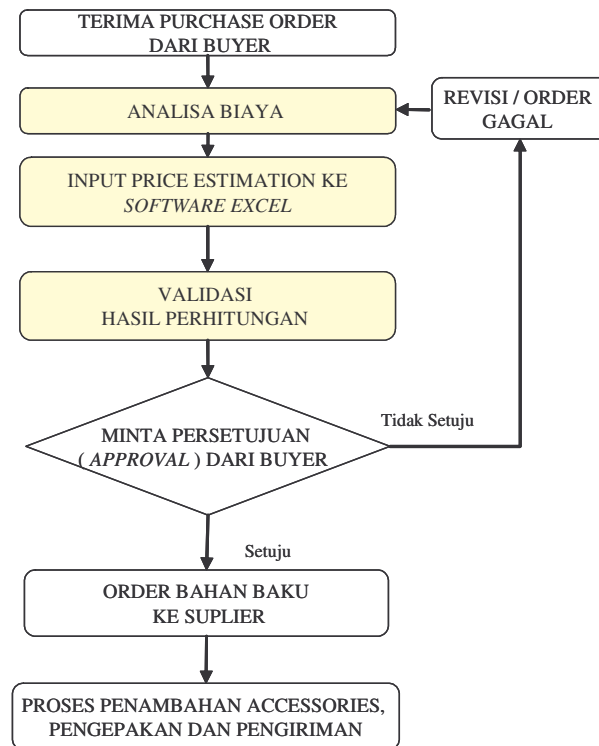 TERIMA PURCHASE ORDER
DARI BUYER
ANALISA BIAYA
REVISI / ORDER
GAGAL
INPUT PRICE ESTIMATION KE
SOFTWARE EXCEL
VALIDASI
HASIL PERHITUNGAN
Tidak Setuju
MINTA PERSETUJUAN
( APPROVAL ) DARI BUYER
Setuju
ORDER BAHAN BAKU
KE SUPLIER
PROSES PENAMBAHAN ACCESSORIES,
PENGEPAKAN DAN PENGIRIMAN